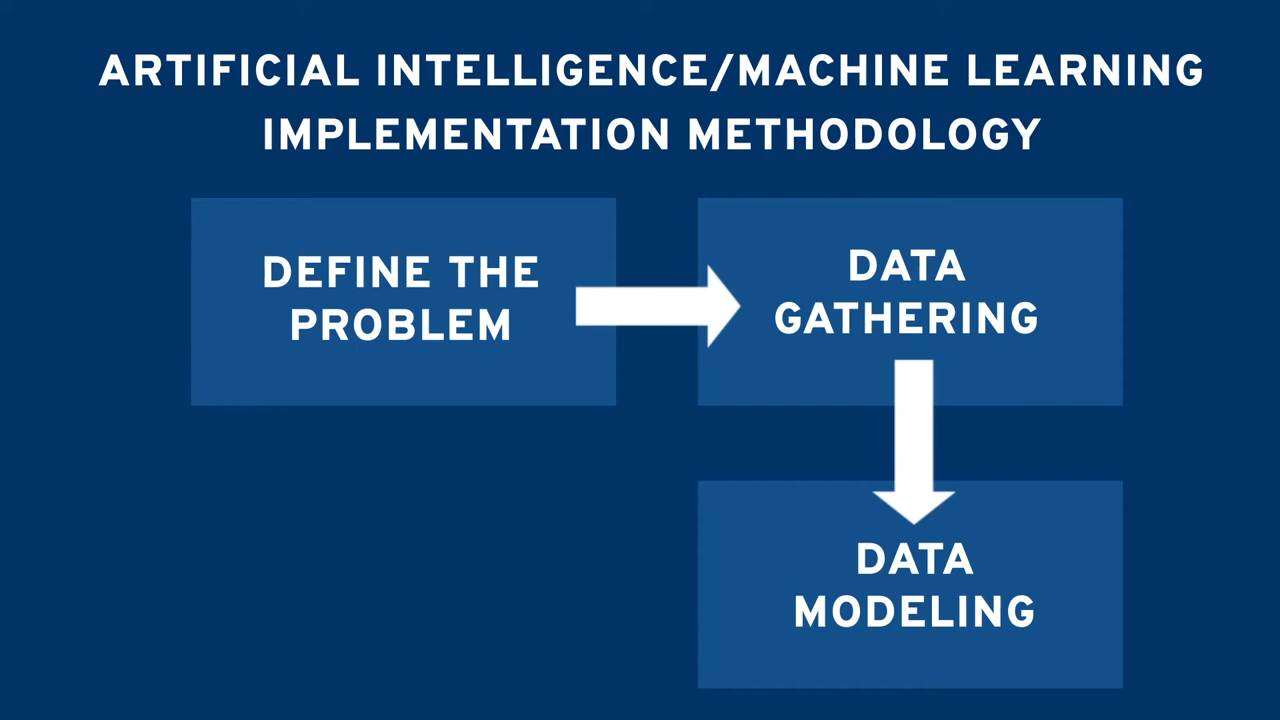 ARTIFICIAL INTELLIGENCE/MACHINE LEARNING
IMPLEMENTATION METHODOLOGY
DEFINE THE
PROBLEM
DATA
GATHERING
DATA
MODELING